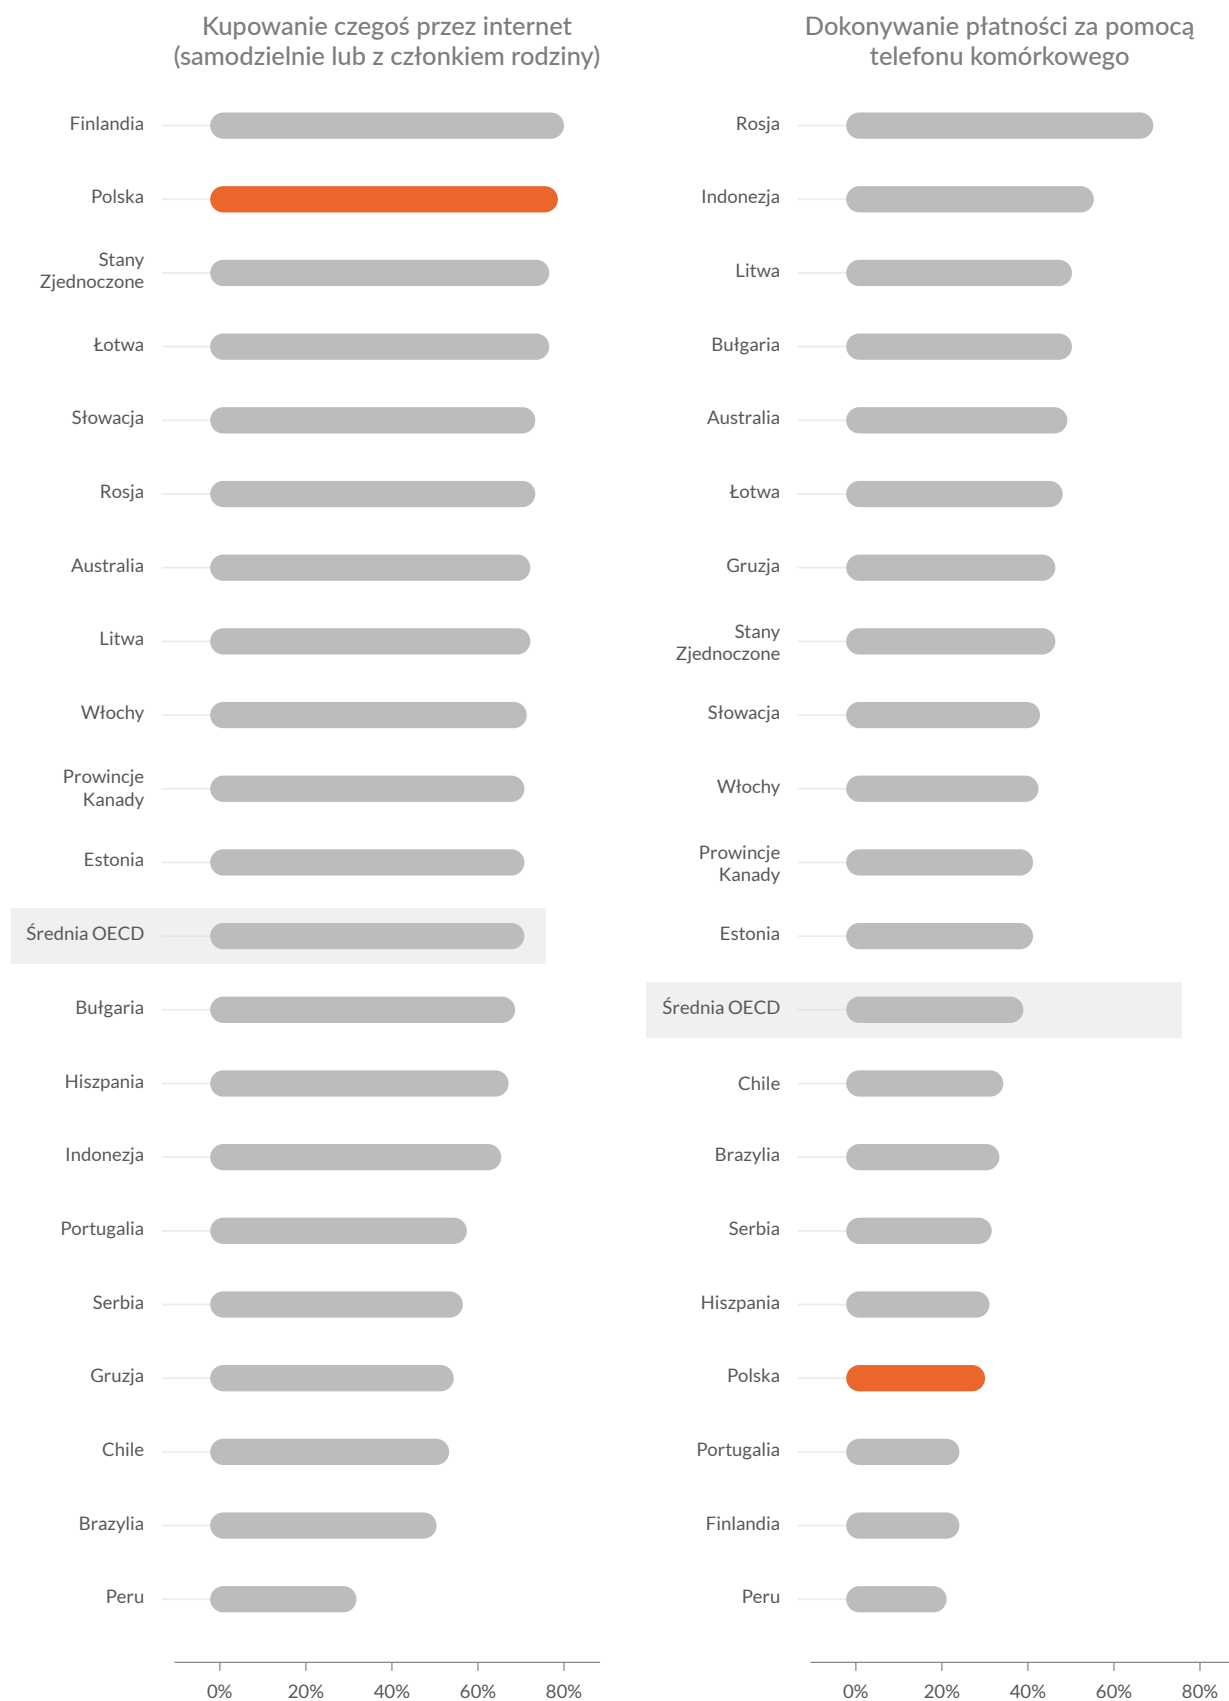 Kupowanie czegoś przez internet
(samodzielnie lub z członkiem rodziny)
Finlandia
Polska
Stany
Zjednoczone
Łotwa
Słowacja
Rosja
Australia
Litwa
Włochy
Prowincje
Kanady
Estonia
Średnia OECD
Bułgaria
Hiszpania
Indonezja
Portugalia
Serbia
Gruzja
Chile
Brazylia
Peru
0% 20% 40% 60% 80%
Dokonywanie płatności za pomocą
telefonu komórkowego
Rosja
Indonezja
Litwa
Bułgaria
Australia
Łotwa
Gruzja
Stany
Zjednoczone
Słowacja
Włochy
Prowincje
Kanady
Estonia
Średnia OECD
Chile
Brazylia
Serbia
Hiszpania
Polska
Portugalia
Finlandia
Peru
0% 20% 40% 60% 80%